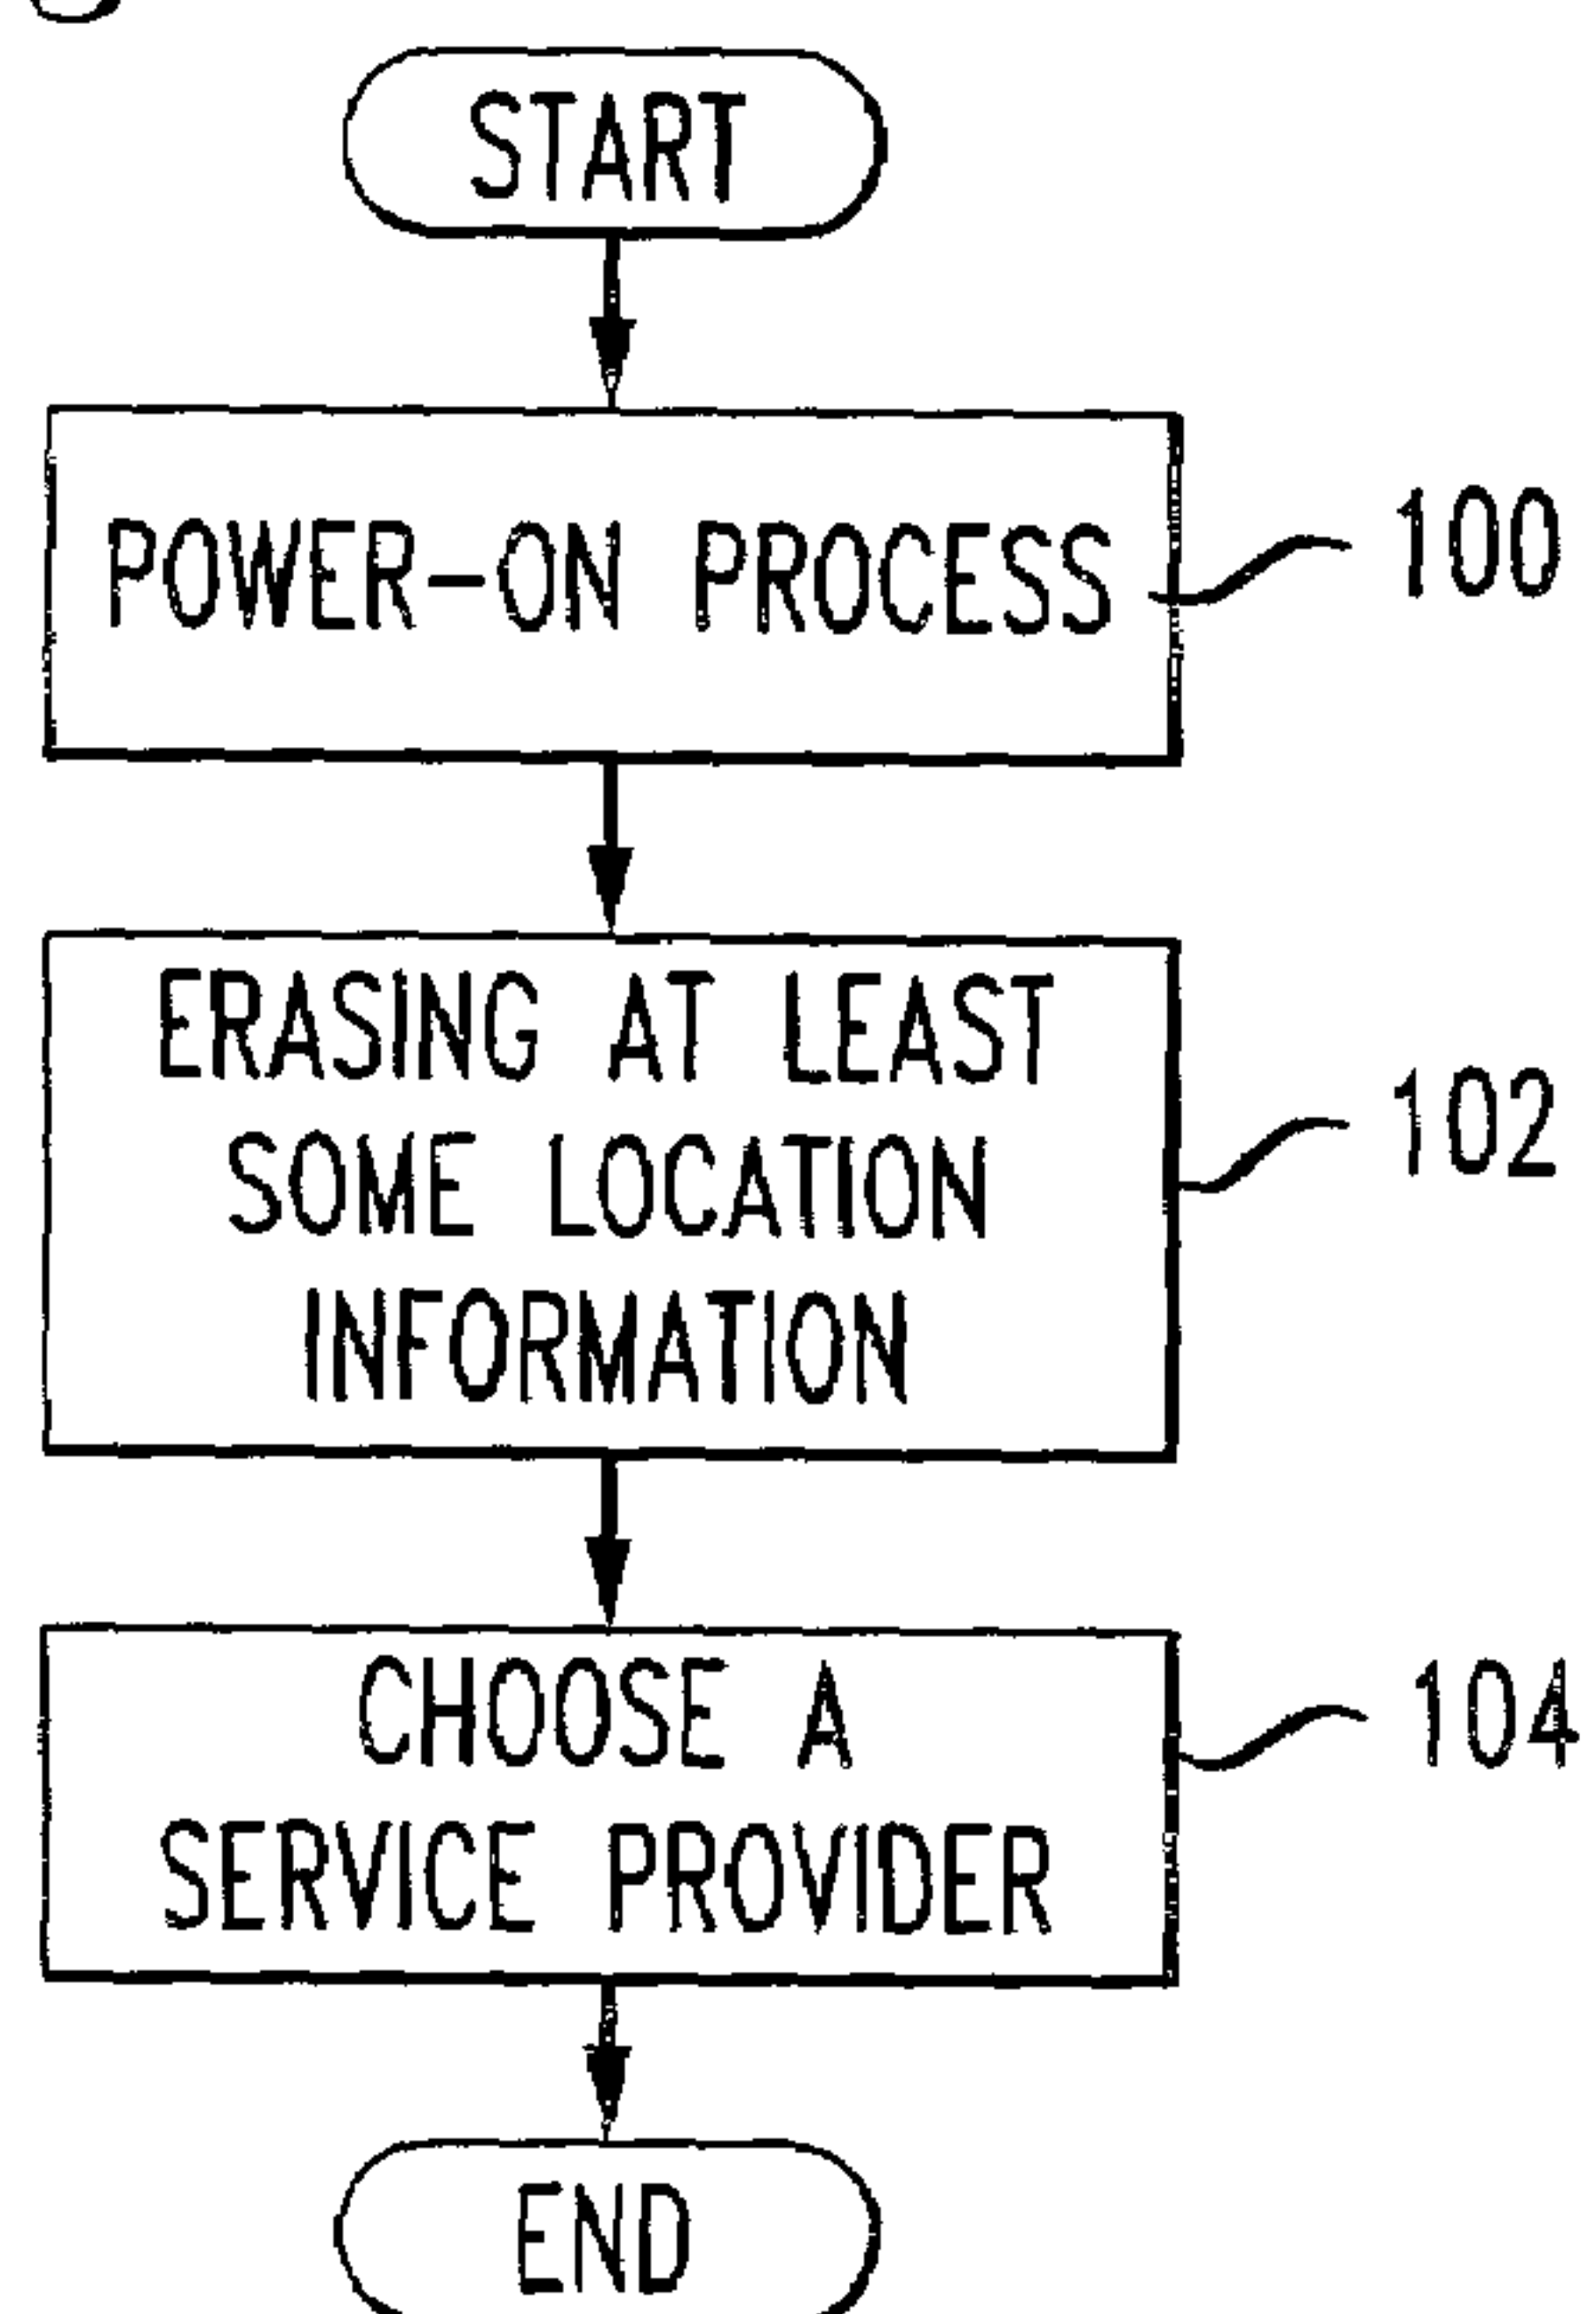 START
POWER-ON PROCESS
100
ERASING AT LEAST
SOME LOCATION
INFORMATION
102
CHOOSE A
SERVICE PROVIDER
104
END